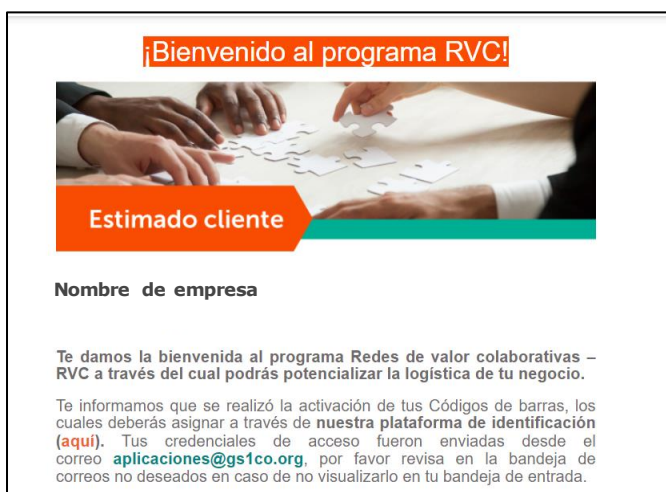 ¡Bienvenido al programa RVC!
Estimado cliente
Nombre de empresa
Te damos la bienvenida al programa Redes de valor colaborativas –
RVC a través del cual podrás potencializar la logística de tu negocio.
Te informamos que se realizó la activación de tus Códigos de barras, los
cuales deberás asignar a través de nuestra plataforma de identificación
(aquí). Tus credenciales de acceso fueron enviadas desde el
correo aplicaciones@gs1co.org, por favor revisa en la bandeja de
correos no deseados en caso de no visualizarlo en tu bandeja de entrada.